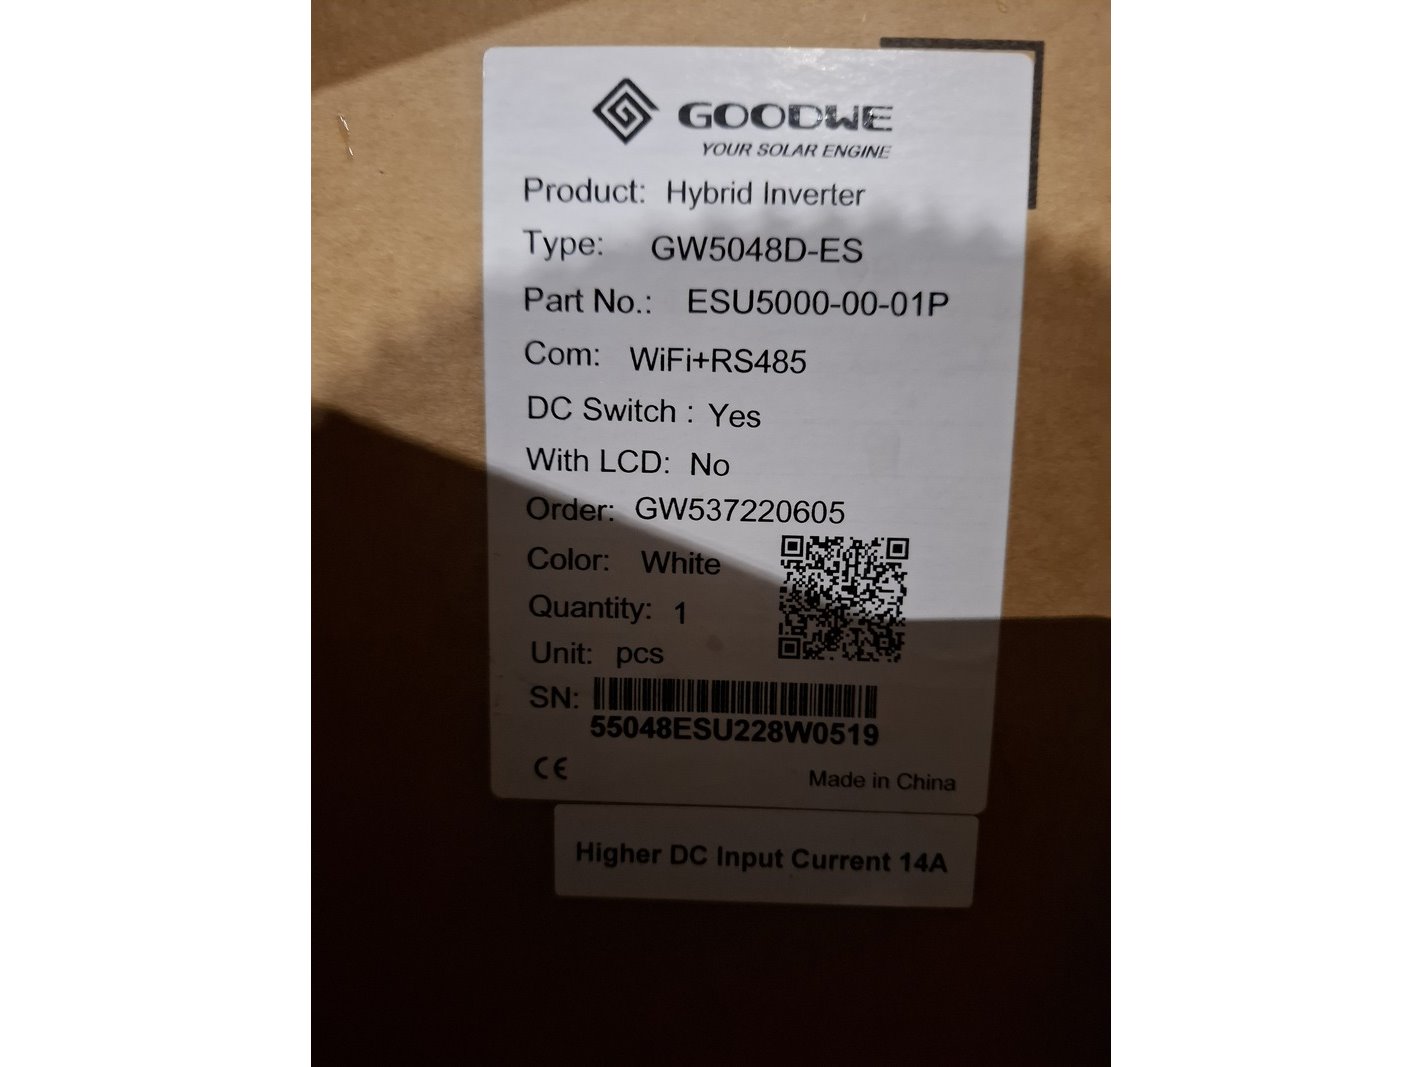 GOODWE
YOUR SOLAR ENGINE
Product: Hybrid Inverter
Type: GW5048D-ES
Part No.: ESU5000-00-01P
Com: WiFi+RS485
DC Switch : Yes
With LCD: No
Order: GW537220605
Color: White
Quantity: 1
Unit: pcs
SN:
55048ESU228W0519
CE
Made in China
Higher DC Input Current 14A